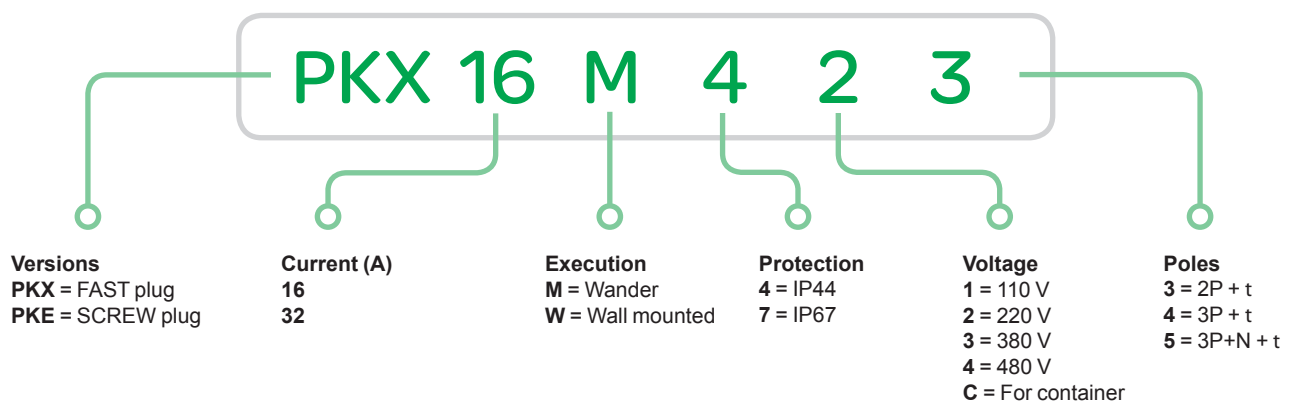 PKX 16 M 4 2 3
Versions
PKX = FAST plug
PKE = SCREW plug
Current (A)
16
32
Execution
M = Wander
W = Wall mounted
Protection
4 = IP44
7 = IP67
Voltage
1 = 110 V
2 = 220 V
3 = 380 V
4 = 480 V
C = For container
Poles
3 = 2P + t
4 = 3P + t
5 = 3P+N + t